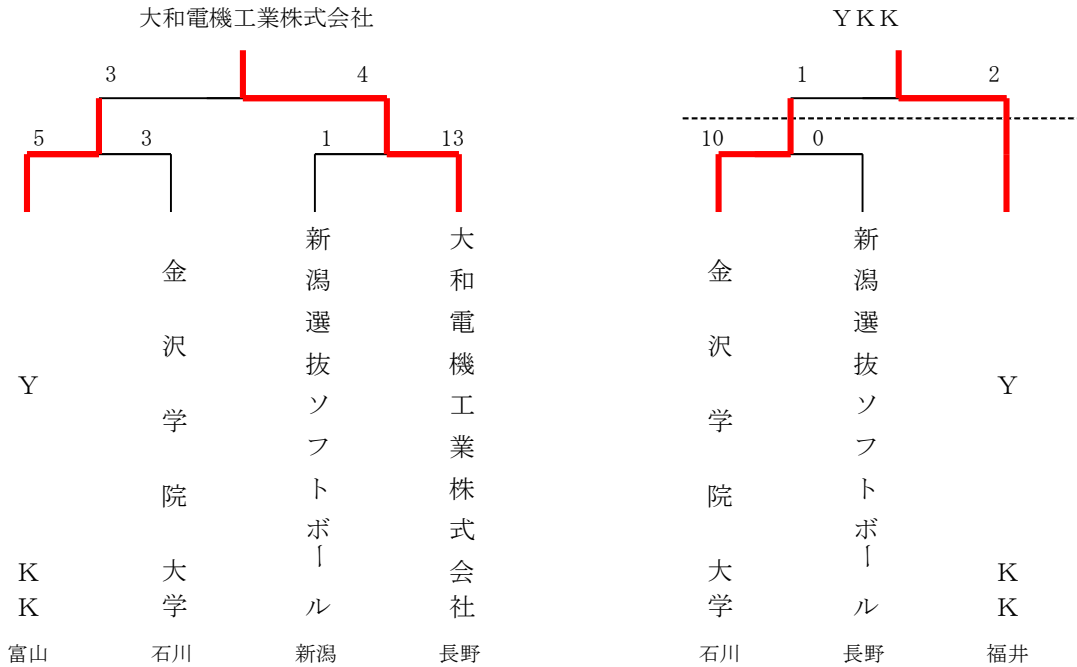 大和電機工業株式会社
ＹＫＫ
3
4
1
2
5
3
1
13
10
0
ＹＫＫ
金沢学院大学
新潟選抜ソフトボール
大和電機工業株式会社
金沢学院大学
新潟選抜ソフトボール
ＹＫＫ
富山
石川
新潟
長野
石川
長野
福井